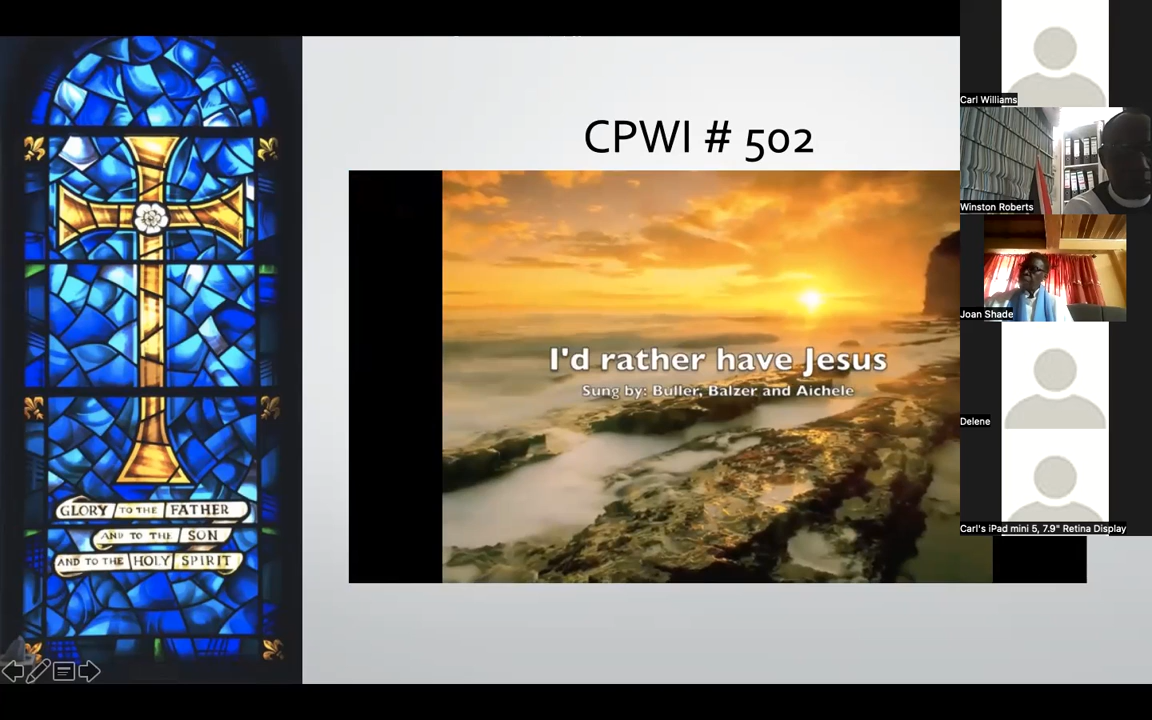 CPWI # 502
I'd rather have Jesus
Sung by: Buller, Balzer and Aichele
GLORY TO THE FATHER
AND TO THE SON
AND TO THE HOLY SPIRIT
Carl Williams
Winston Roberts
Joan Shade
Delene
Carl's iPad mini 5, 7.9" Retina Display